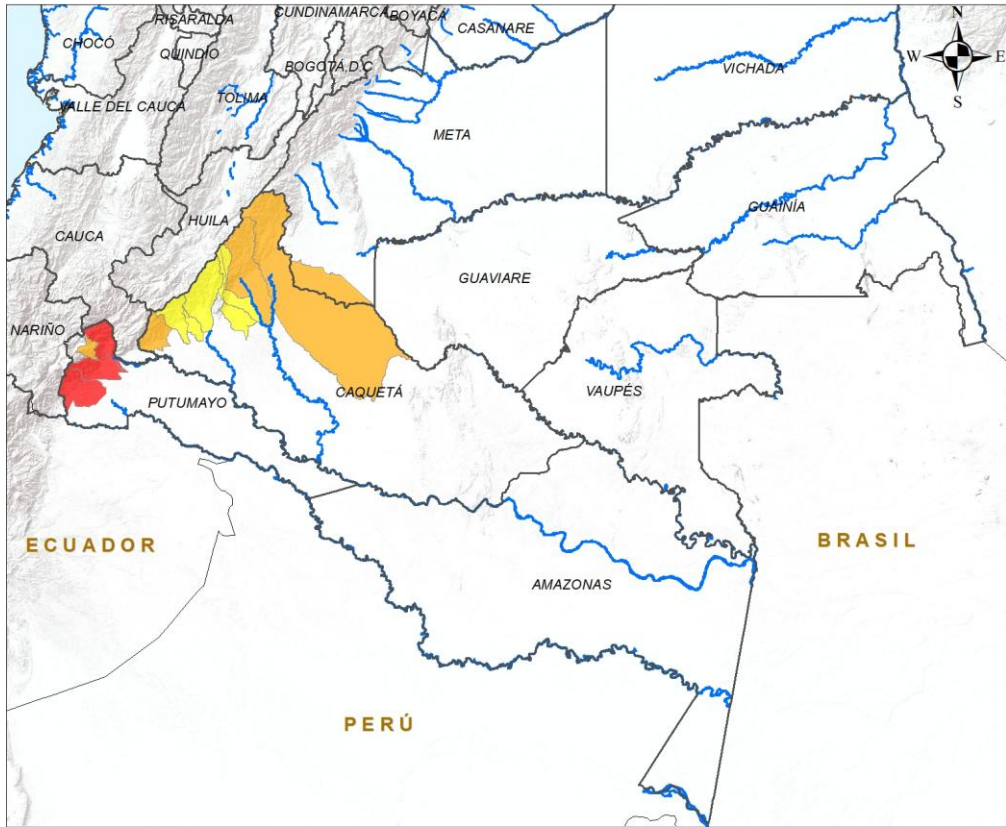 CUNDINAMARCA
BOYACÁ
RISARALDA
CASANARE
N
CHOCÓ
QUINDÍO
BOGOTÁ D.C
W
E
VICHADA
TOLIMA
VALLE DEL CAUCA
S
META
GUAINÍA
HUILA
CAUCA
GUAVIARE
NARIÑO
CAQUETÁ
VAUPÉS
PUTUMAYO
ECUADOR
BRASIL
AMAZONAS
PERÚ